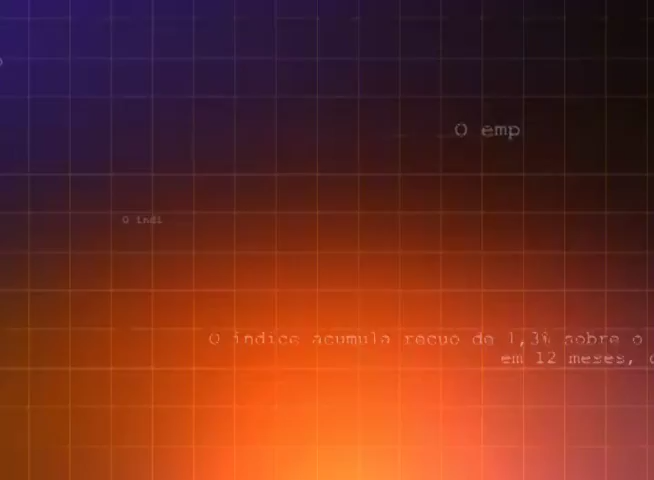 O emp
O indi
O índice acumula recuo de 1,3% sobre o
em 12 meses,